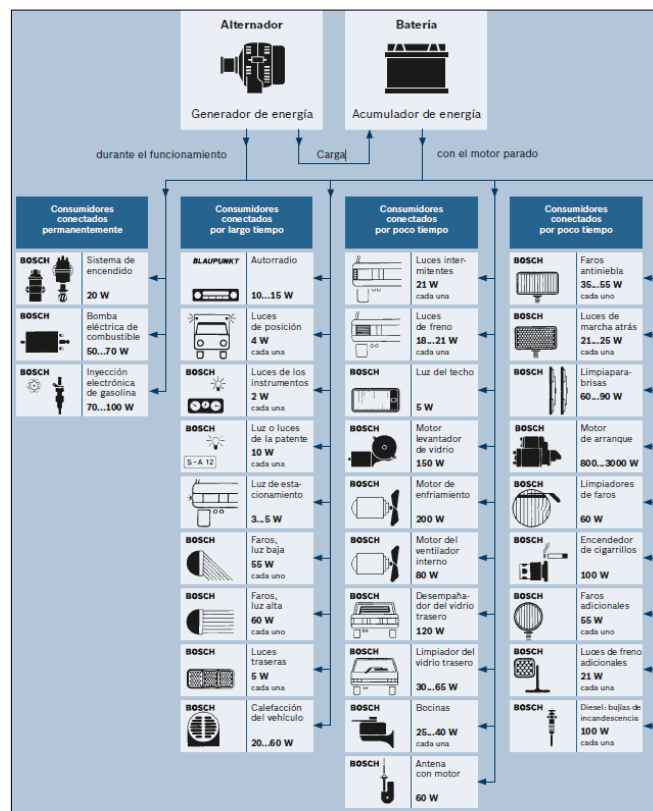 Alternador
Generador de energía
Batería
Acumulador de energía
durante el funcionamiento
Carga
con el motor parado
Consumidores
conectados
permanentemente
BOSCH
Sistema de
encendido
20 W
BOSCH
Bomba
eléctrica de
combustible
50...70 W
BOSCH
Inyección
electrónica
de gasolina
70...100 W
Consumidores
conectados
por largo tiempo
BLAUPUNKT
Autorradio
10...15 W
BOSCH
Luces
de posición
4 W
cada una
BOSCH
Luces de los
instrumentos
2 W
cada una
BOSCH
S-A 12
Luz o luces
de la patente
10 W
cada una
BOSCH
Luz de esta-
cionamiento
3...5 W
BOSCH
Faros,
luz baja
55 W
cada uno
BOSCH
Faros,
luz alta
60 W
cada uno
BOSCH
Luces
traseras
5 W
cada una
BOSCH
Calefacción
del vehículo
20...60 W
Consumidores
conectados
por poco tiempo
BOSCH
Luces inter-
mitentes
21 W
cada una
BOSCH
Luces
de freno
18...21 W
cada una
BOSCH
Luz del techo
5 W
BOSCH
Motor
levantador
de vidrio
150 W
BOSCH
Motor de
enfriamiento
200 W
BOSCH
Motor del
ventilador
interno
80 W
BOSCH
Desempaña-
dor del vidrio
trasero
120 W
BOSCH
Limpiador del
vidrio trasero
30...65 W
BOSCH
Bocinas
25...40 W
cada una
BOSCH
Antena
con motor
60 W
Consumidores
conectados
por poco tiempo
BOSCH
Faros
antiniebla
35...55 W
cada una
BOSCH
Luces de
marcha atrás
21...25 W
cada una
BOSCH
Limpiapara-
brisas
60...90 W
BOSCH
Motor
de arranque
800...3000 W
BOSCH
Limpiadores
de faros
60 W
BOSCH
Encendedor
de cigarrillos
100 W
BOSCH
Faros
adicionales
55 W
cada uno
BOSCH
Luces de freno
adicionales
21 W
cada una
BOSCH
Diesel: bujías de
incandescencia
100 W
cada una